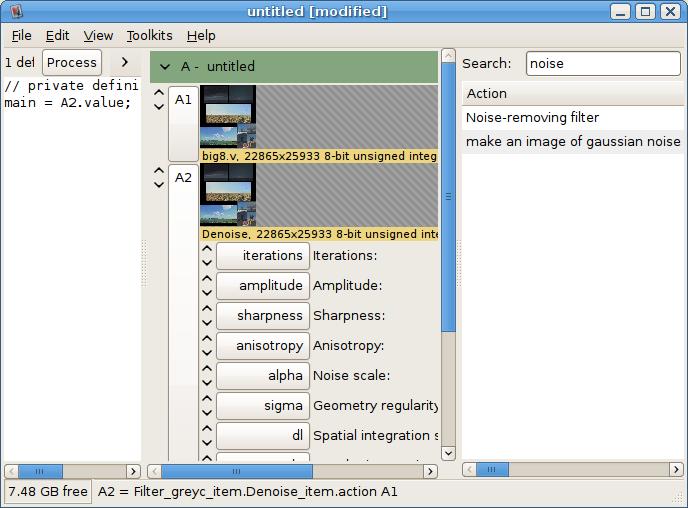 untitled [modified]
File Edit View Toolkits Help
1 def Process
// private defini
main = A2.value;
A - untitled
A1
big8.v, 22865x25933 8-bit unsigned integ
A2
Denoise, 22865x25933 8-bit unsigned inte
iterations Iterations:
amplitude Amplitude:
sharpness Sharpness:
anisotropy Anisotropy:
alpha Noise scale:
sigma Geometry regularity
dl Spatial integration s
Search: noise
Action
Noise-removing filter
make an image of gaussian noise
7.48 GB free A2 = Filter_greyc_item.Denoise_item.action A1